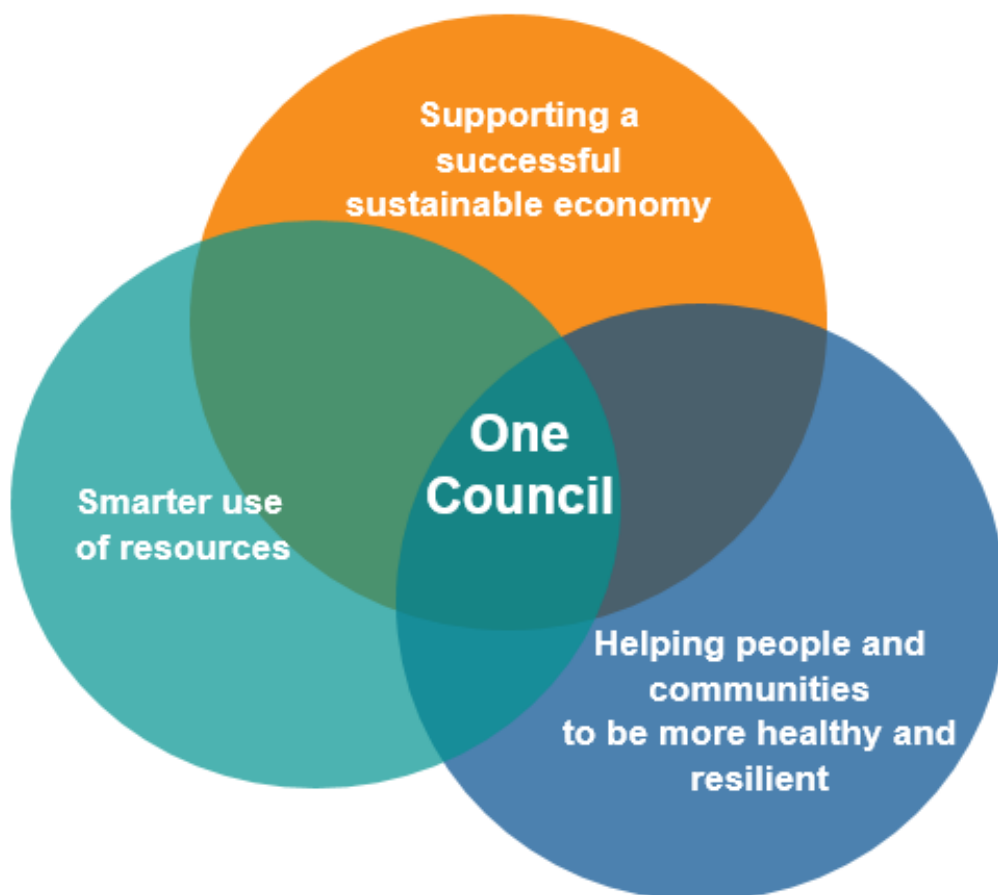 Supporting a
successful
sustainable economy
One
Council
Smarter use
of resources
Helping people and
communities
to be more healthy and
resilient